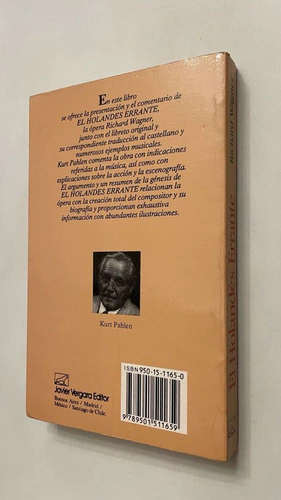 En este libro
se ofrece la presentación y el comentario de
EL HOLANDES ERRANTE,
la ópera Richard Wagner,
junto con el libreto original y
su correspondiente traducción al castellano y
numerosos ejemplos musicales.
Kurt Pahlen comenta la obra con indicaciones
referidas a la música, así como con
explicaciones sobre la acción y la escenografía.
El argumento y un resumen de la génesis de
EL HOLANDES ERRANTE relacionan la
ópera con la creación total del compositor y su
biografía y proporcionan exhaustiva
información con abundantes ilustraciones.
Kurt Pahlen
Javier Vergara Editor
Buenos Aires / Madrid /
México / Santiago de Chile.
ISBN 950-15-1165-0
9 789501 511659
Richard Wagner
El Holandés Errante